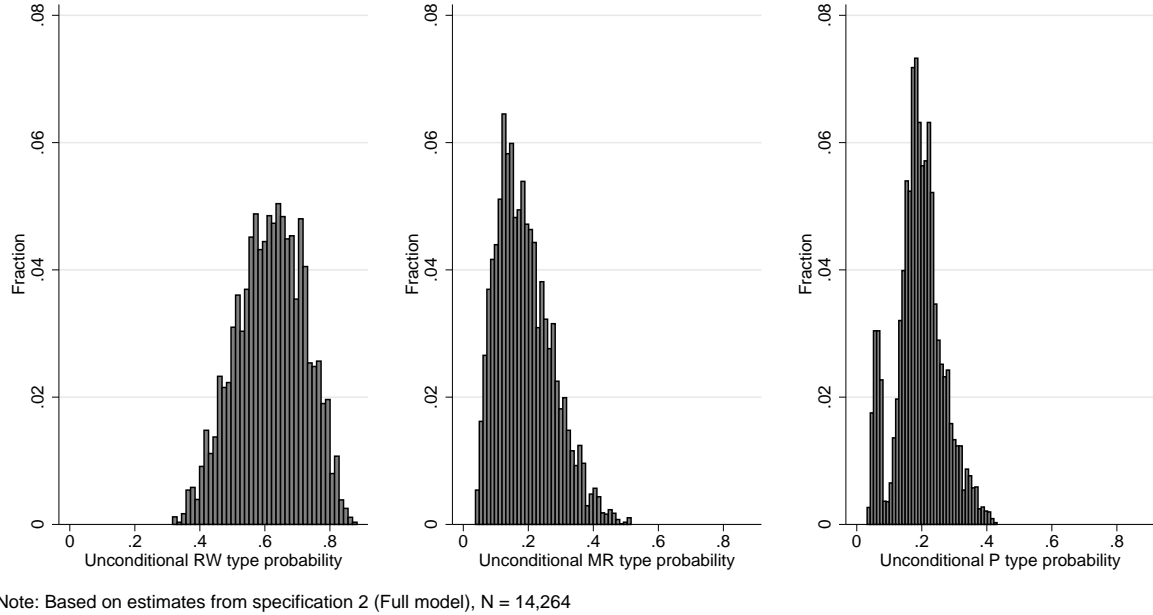 .08
.06
.04
.02
0
Fraction
0 .2 .4 .6 .8
Unconditional RW type probability
.08
.06
.04
.02
0
Fraction
0 .2 .4 .6 .8
Unconditional MR type probability
.08
.06
.04
.02
0
Fraction
0 .2 .4 .6 .8
Unconditional P type probability
Note: Based on estimates from specification 2 (Full model), N = 14,264